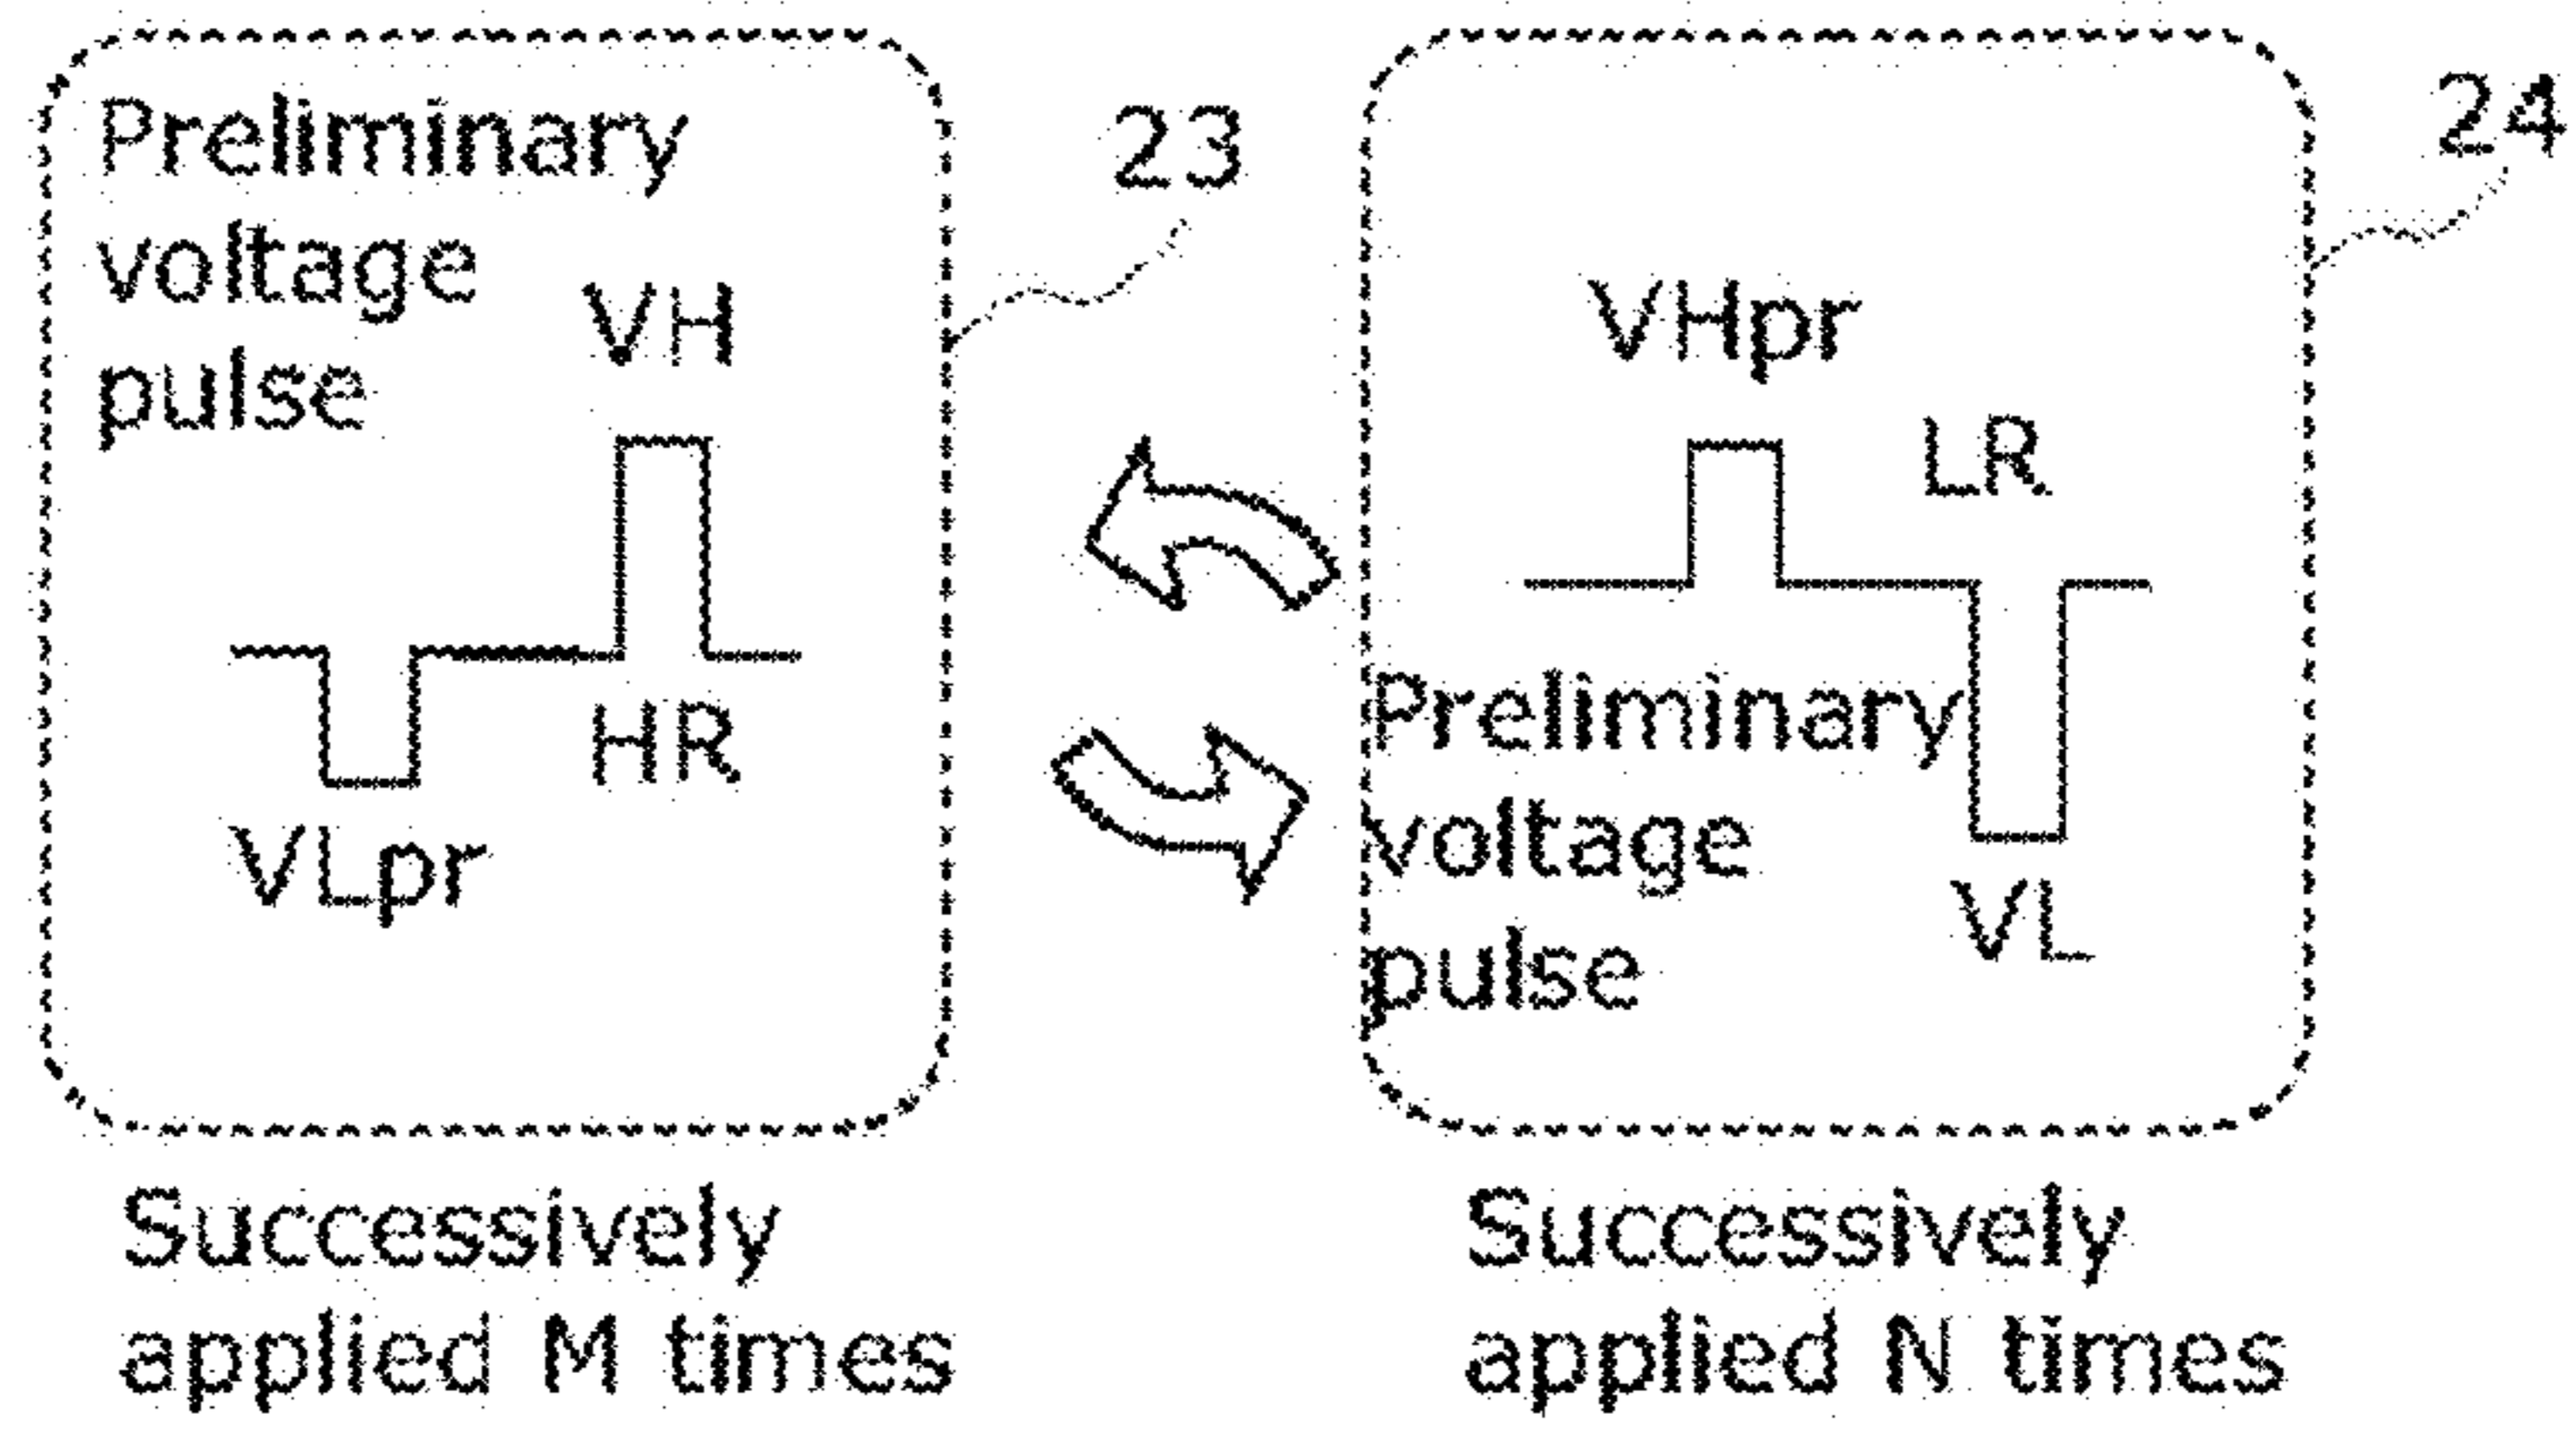 Preliminary
voltage
pulse
VH
HR
VLpr
23
Successively
applied M times
24
VHpr
LR
Preliminary
voltage
pulse
VL
Successively
applied N times